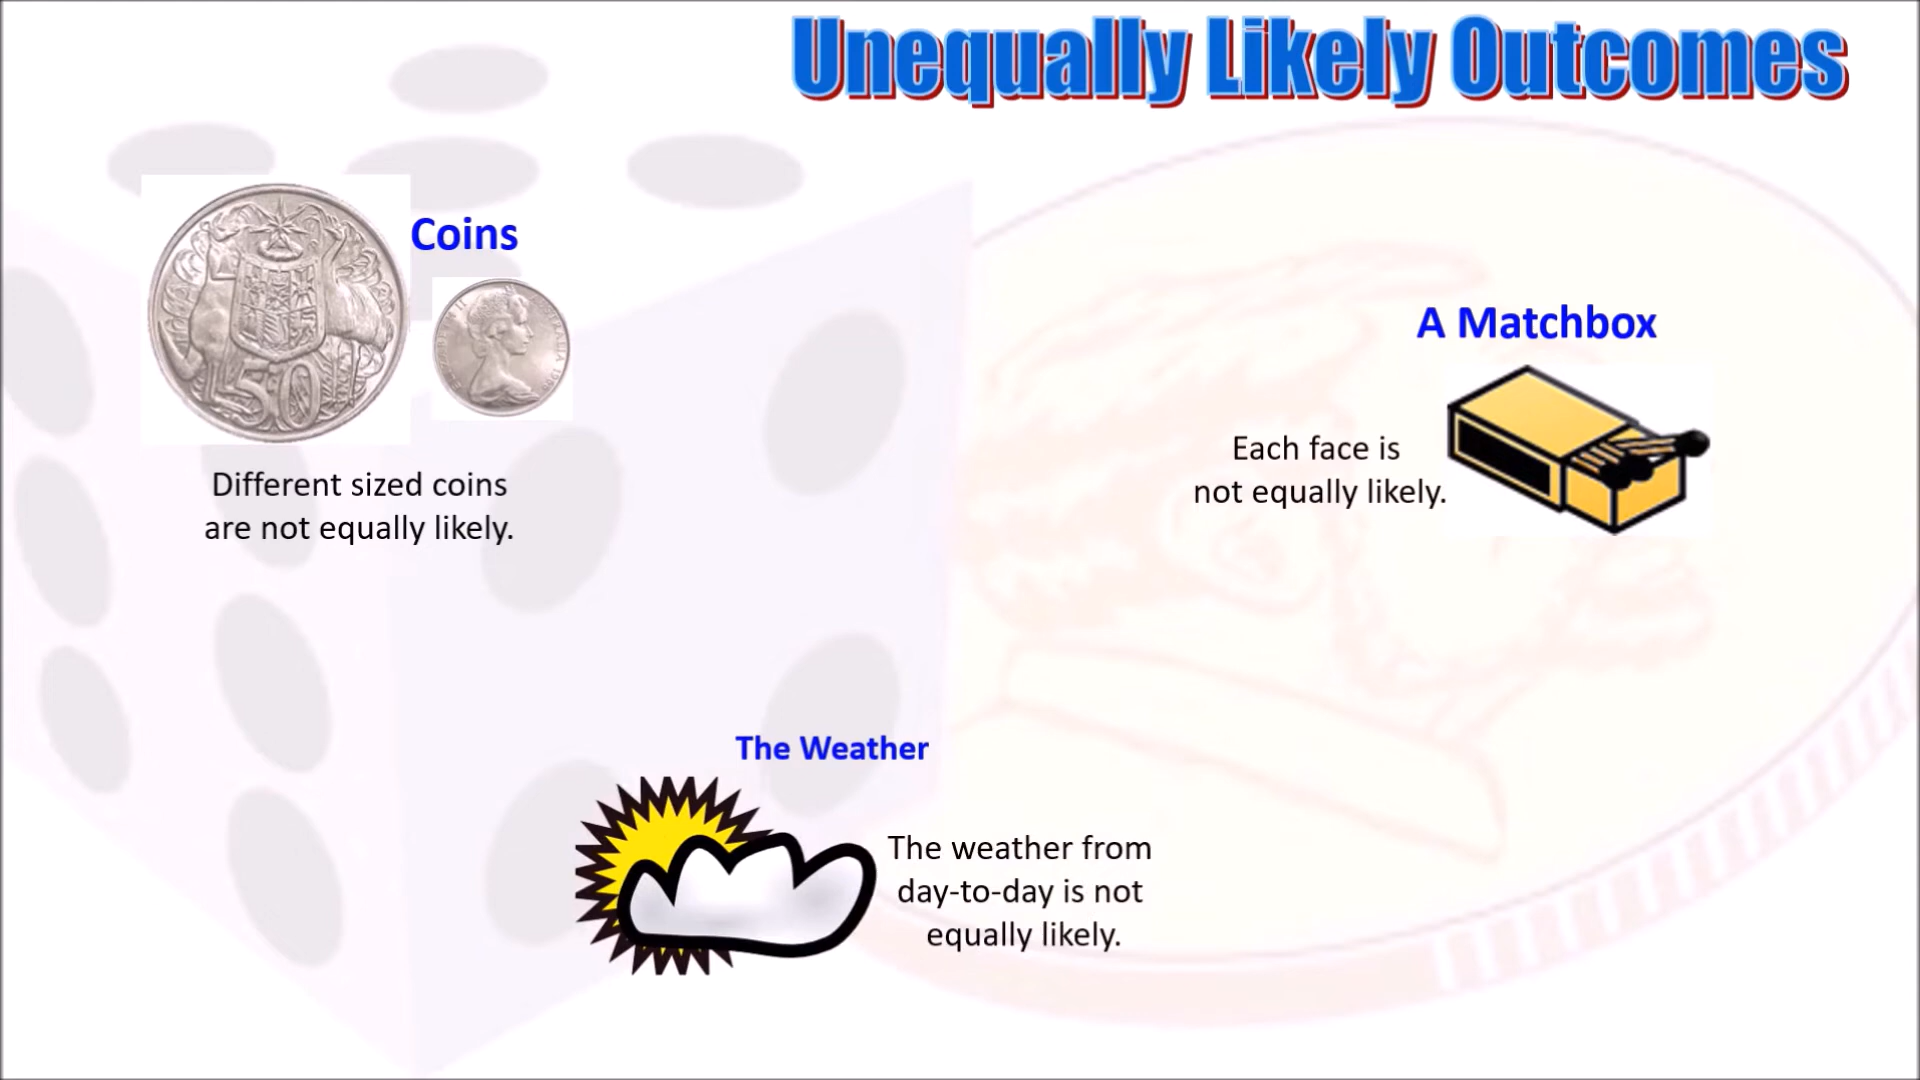 Unequally Likely Outcomes
Coins
50
Different sized coins
are not equally likely.
A Matchbox
Each face is
not equally likely.
The Weather
The weather from
day-to-day is not
equally likely.